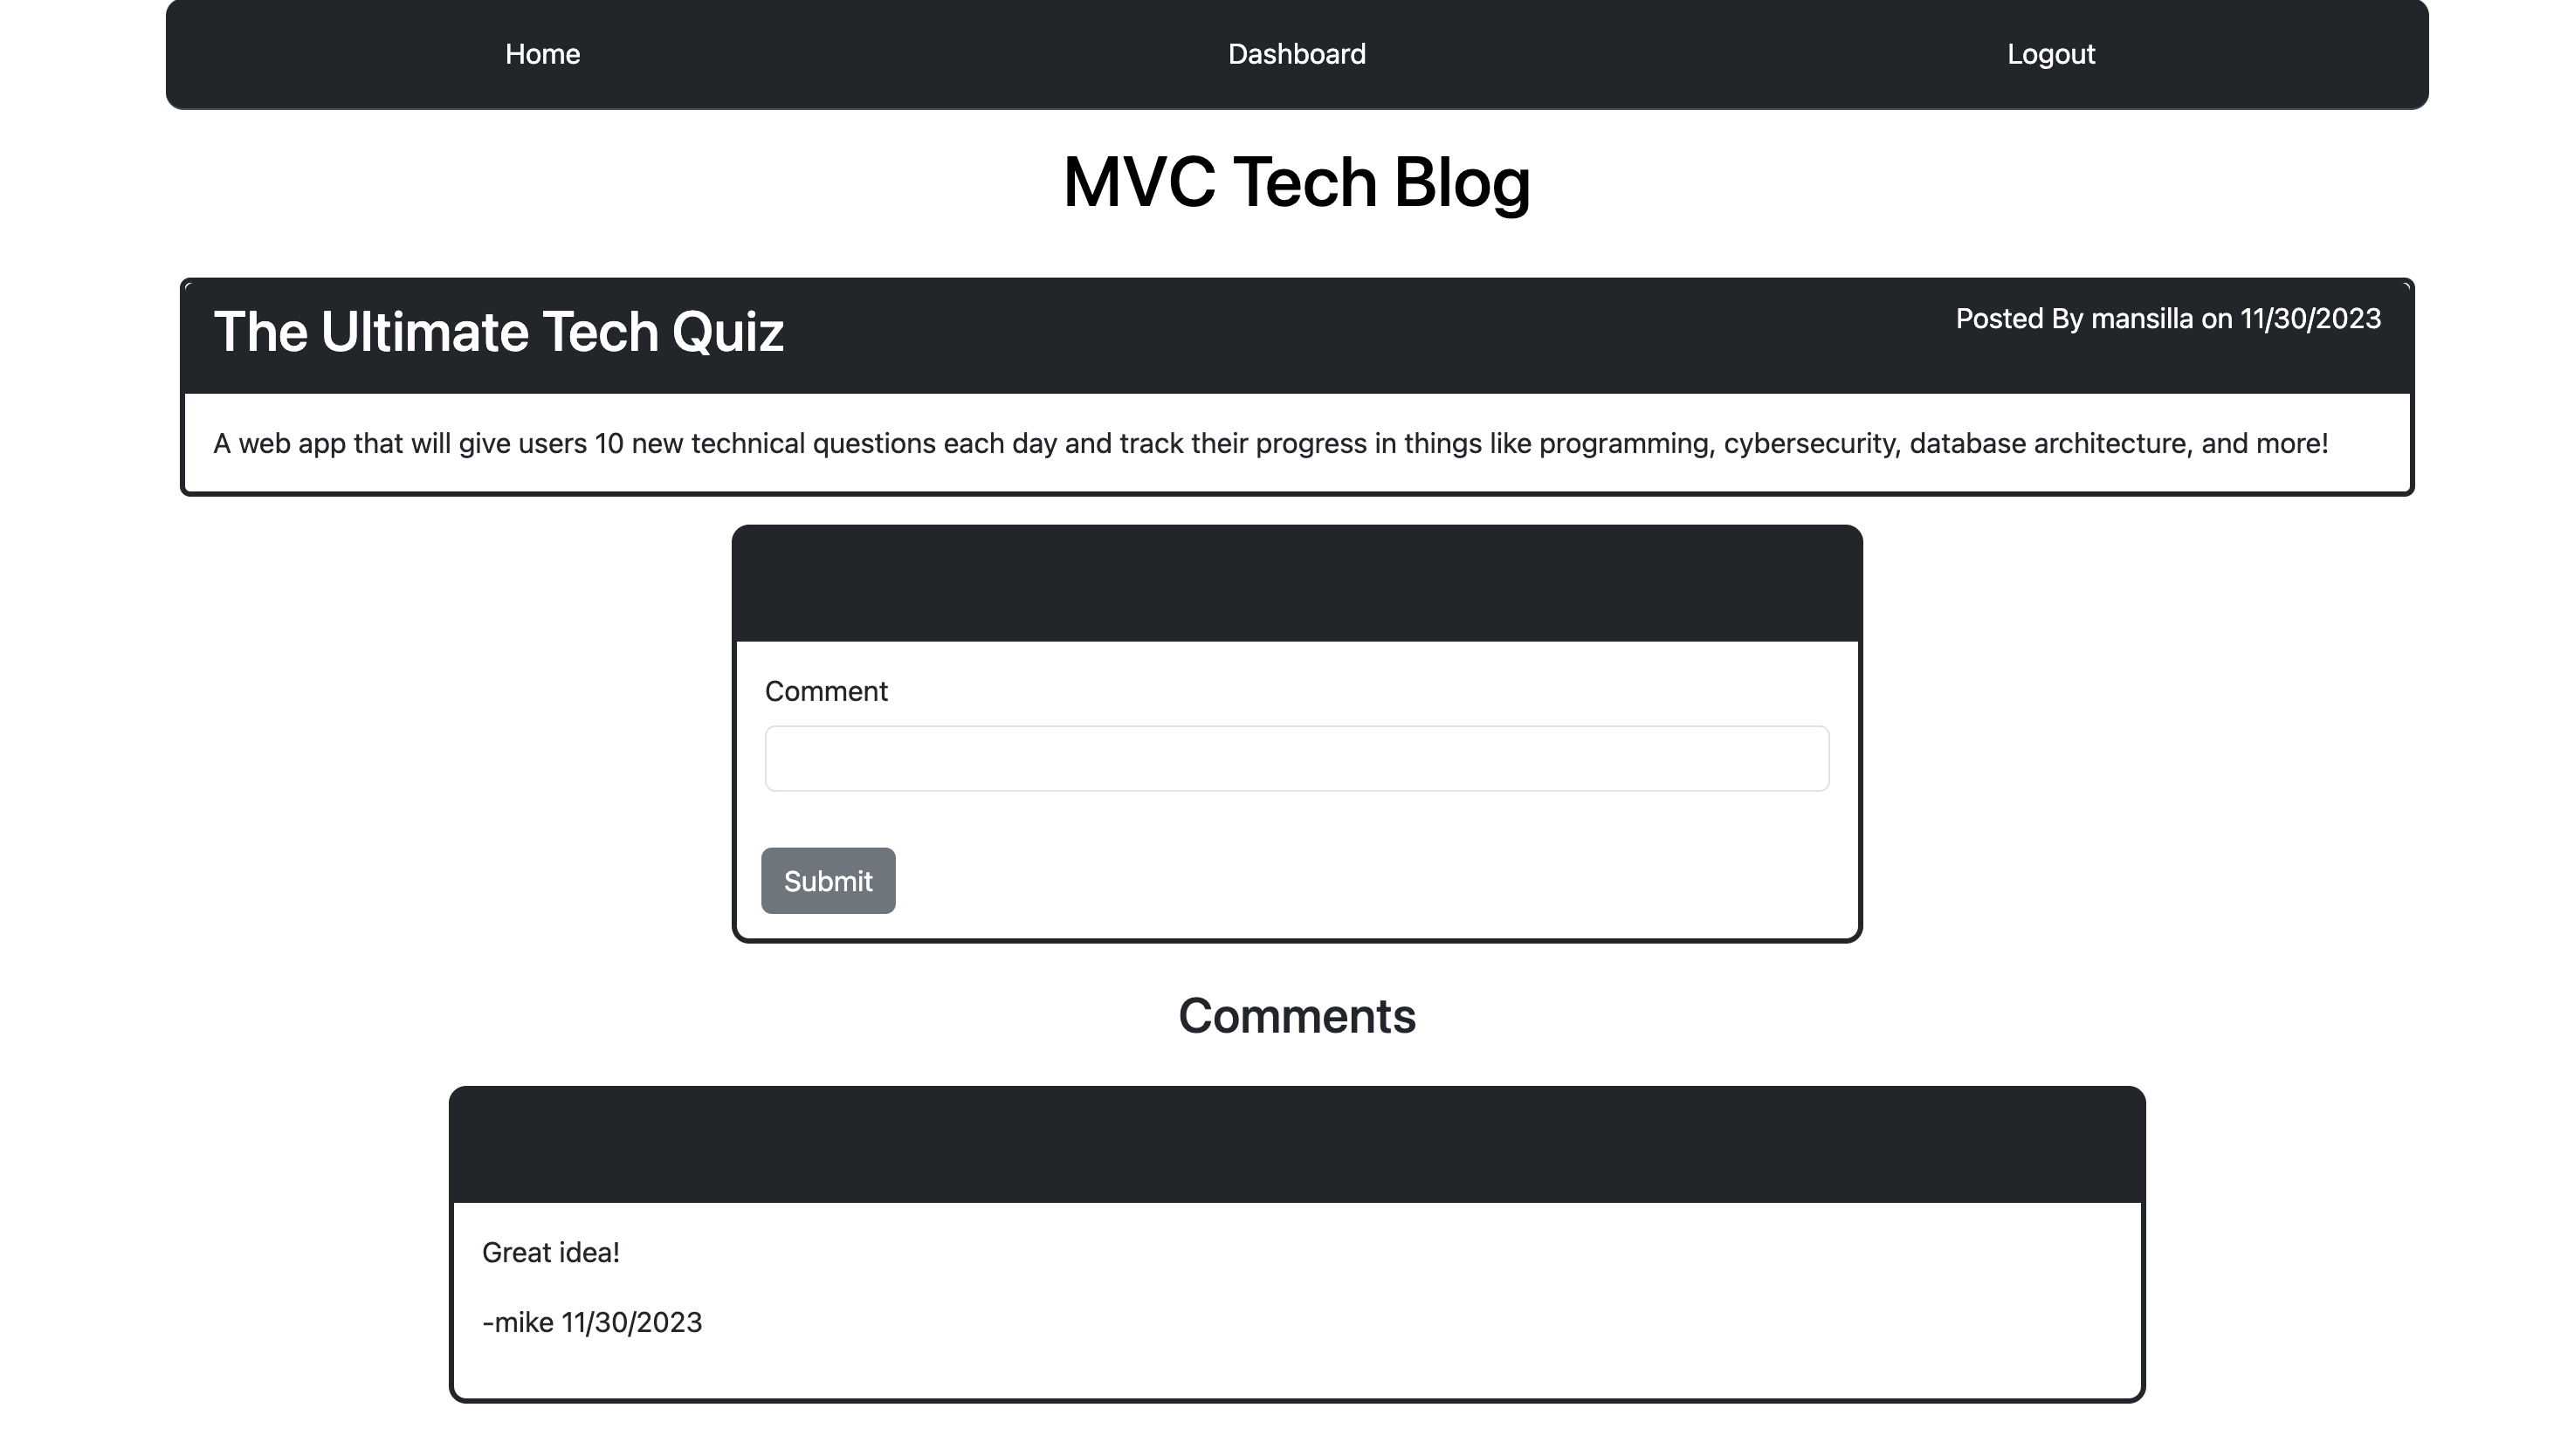 Home Dashboard Logout
MVC Tech Blog
The Ultimate Tech Quiz
Posted By mansilla on 11/30/2023
A web app that will give users 10 new technical questions each day and track their progress in things like programming, cybersecurity, database architecture, and more!
Comment
Submit
Comments
Great idea!
-mike 11/30/2023